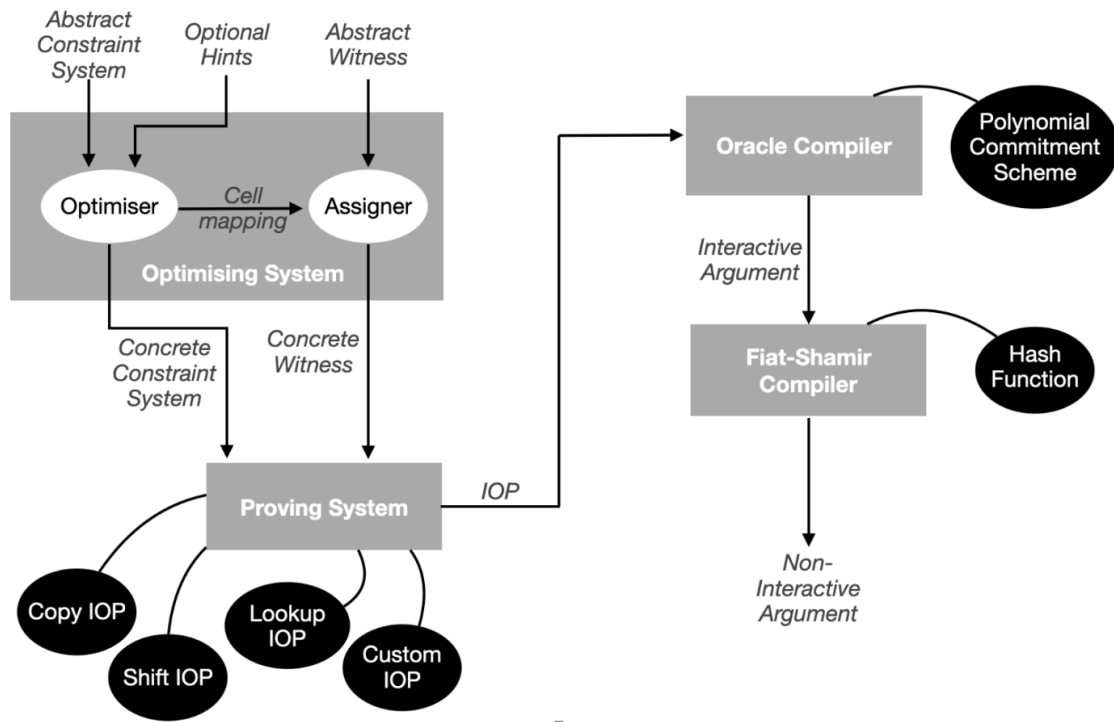 Abstract
Constraint
System
Optional
Hints
Abstract
Witness
Optimiser
Cell
mapping
Assigner
Optimising System
Concrete
Constraint
System
Concrete
Witness
Proving System
IOP
Copy IOP
Shift IOP
Lookup
IOP
Custom
IOP
Oracle Compiler
Polynomial
Commitment
Scheme
Interactive
Argument
Fiat-Shamir
Compiler
Hash
Function
Non-
Interactive
Argument